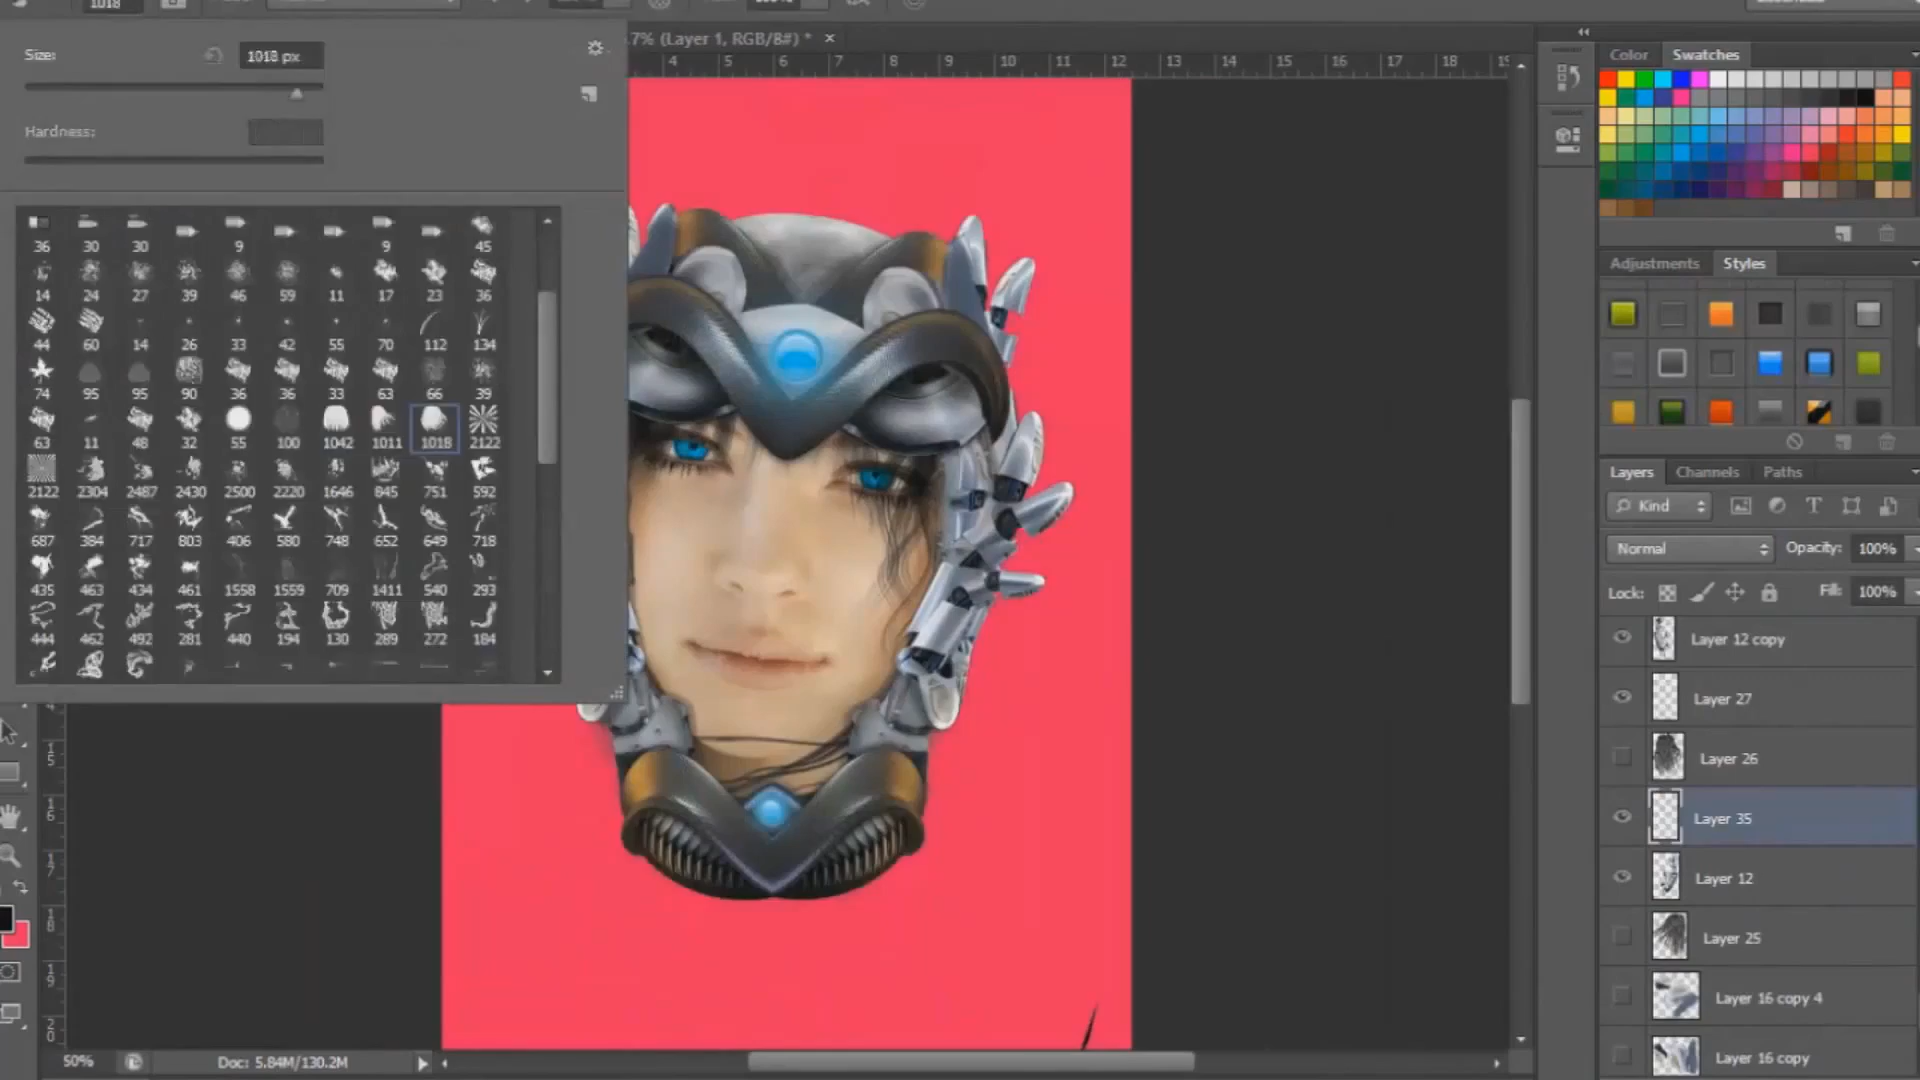 1018
Size:
1018 px
Hardness:
36 30 30 9 9 45
14 24 27 39 46 59 11 17 23 36
44 60 14 26 33 42 55 70 112 134
74 95 95 90 36 36 33 63 66 39
63 11 48 32 55 100 1042 1011 1018 2122
2122 2304 2487 2430 2500 2220 1646 845 751 592
687 384 717 803 406 580 748 652 649 718
435 463 434 461 1558 1559 709 1411 540 293
444 462 492 281 440 194 130 289 272 184
.7% (Layer 1, RGB/8#) * ×
4 5 6 7 8 9 10 11 12 13 14 15 16 17 18
15
16
17
18
19
20
50%
Doc: 5.84M/130.2M
Color Swatches
Adjustments Styles
Layers Channels Paths
Kind
Normal
Opacity: 100%
Lock:
Fill: 100%
Layer 12 copy
Layer 27
Layer 26
Layer 35
Layer 12
Layer 25
Layer 16 copy 4
Layer 16 copy